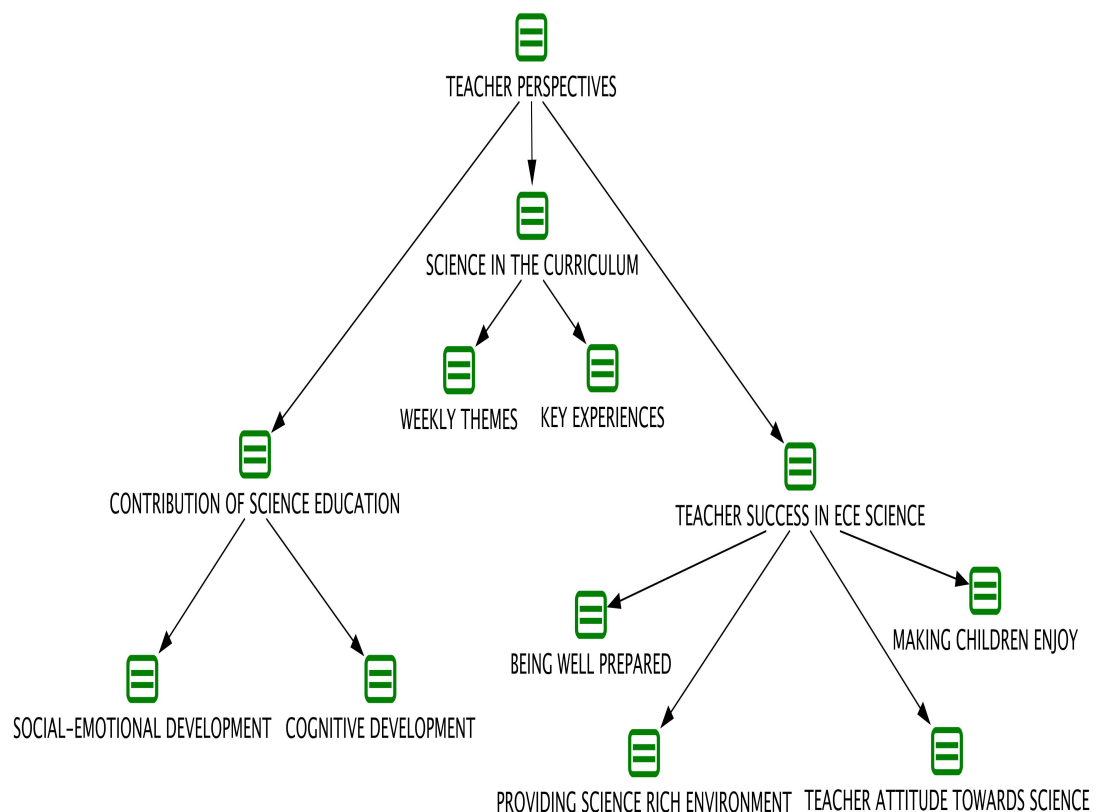 TEACHER PERSPECTIVES
SCIENCE IN THE CURRICULUM
WEEKLY THEMES
KEY EXPERIENCES
CONTRIBUTION OF SCIENCE EDUCATION
TEACHER SUCCESS IN ECE SCIENCE
MAKING CHILDREN ENJOY
BEING WELL PREPARED
SOCIAL-EMOTIONAL DEVELOPMENT
COGNITIVE DEVELOPMENT
PROVIDING SCIENCE RICH ENVIRONMENT
TEACHER ATTITUDE TOWARDS SCIENCE